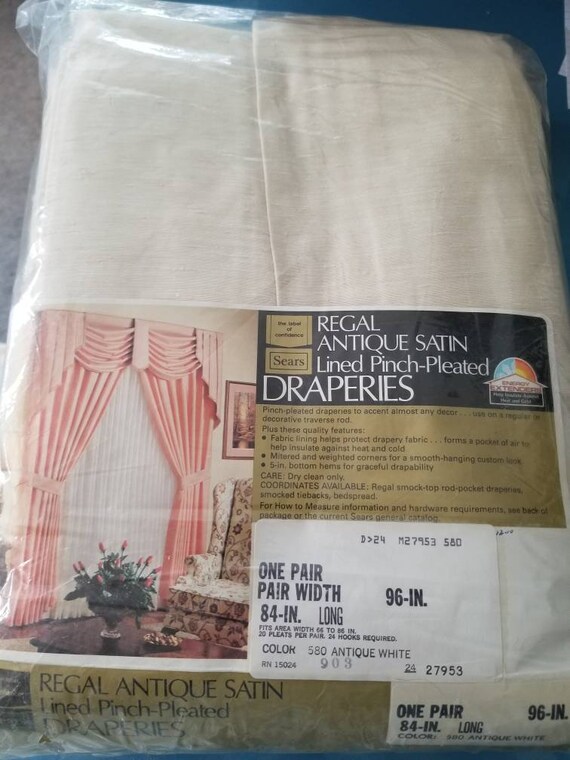 the label
of
confidence
Sears
REGAL
ANTIQUE SATIN
Lined Pinch-Pleated
DRAPERIES
ENERGY
EXTENDERS
Help Insulate Against
Heat and Cold
Pinch-pleated draperies to accent almost any decor . . . use on a regular or
decorative traverse rod.
Plus these quality features:
• Fabric lining helps protect drapery fabric . . . forms a pocket of air to
help insulate against heat and cold
• Mitered and weighted corners for a smooth-hanging custom look
• 5-in. bottom hems for graceful drapability
CARE: Dry clean only.
COORDINATES AVAILABLE: Regal smock-top rod-pocket draperies,
smocked tiebacks, bedspread.
For How to Measure information and hardware requirements, see back of
package or the current Sears general catalog.
D>24 M27953 580
ONE PAIR
PAIR WIDTH 96-IN.
84-IN. LONG
FITS AREA WIDTH 66 TO 86 IN.
20 PLEATS PER PAIR. 24 HOOKS REQUIRED.
COLOR 580 ANTIQUE WHITE
RN 15024 903 24 27953
REGAL ANTIQUE SATIN
Lined Pinch-Pleated
DRAPERIES
ONE PAIR 96-IN.
84-IN. LONG
COLOR: 580 ANTIQUE WHITE